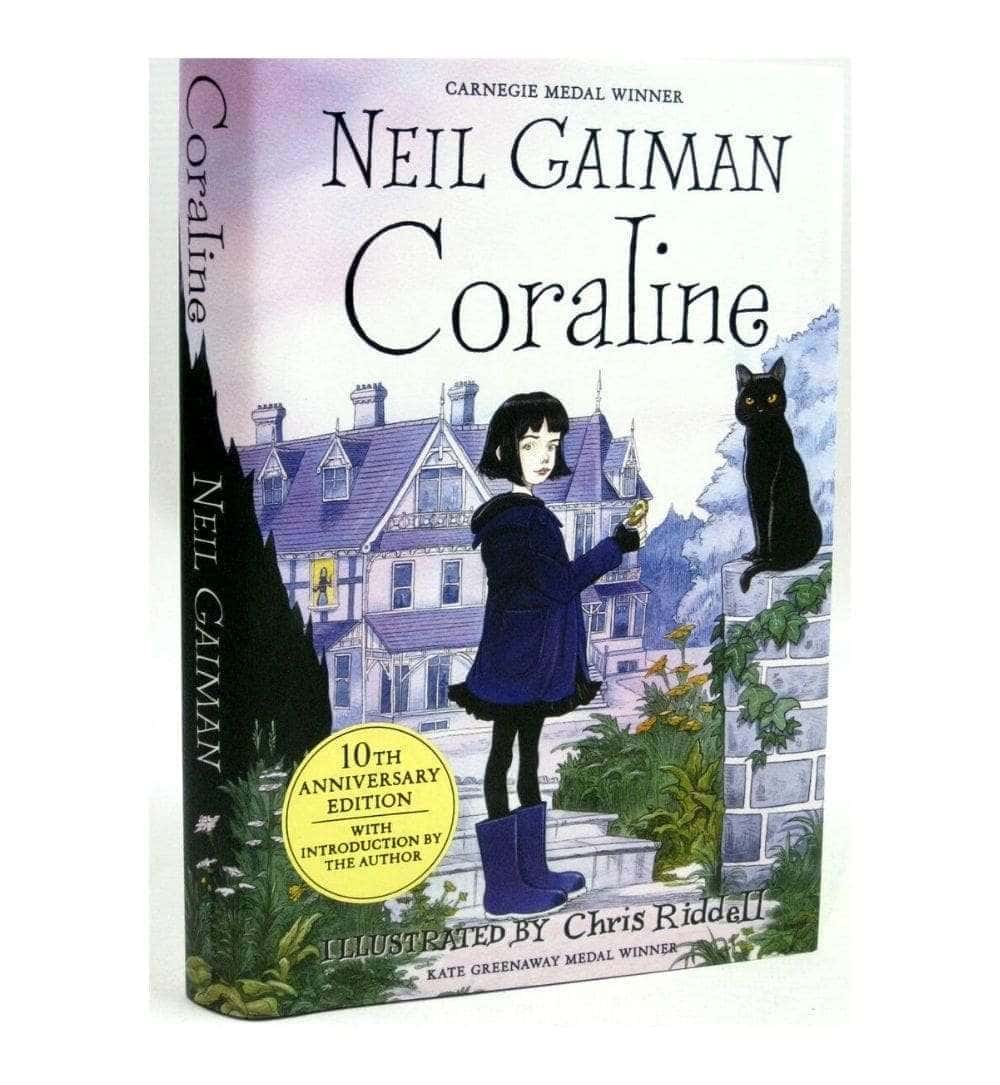 Coraline
NEIL GAIMAN
CARNEGIE MEDAL WINNER
NEIL GAIMAN
Coraline
10TH
ANNIVERSARY
EDITION
WITH
INTRODUCTION BY
THE AUTHOR
ILLUSTRATED BY Chris Riddell
KATE GREENAWAY MEDAL WINNER